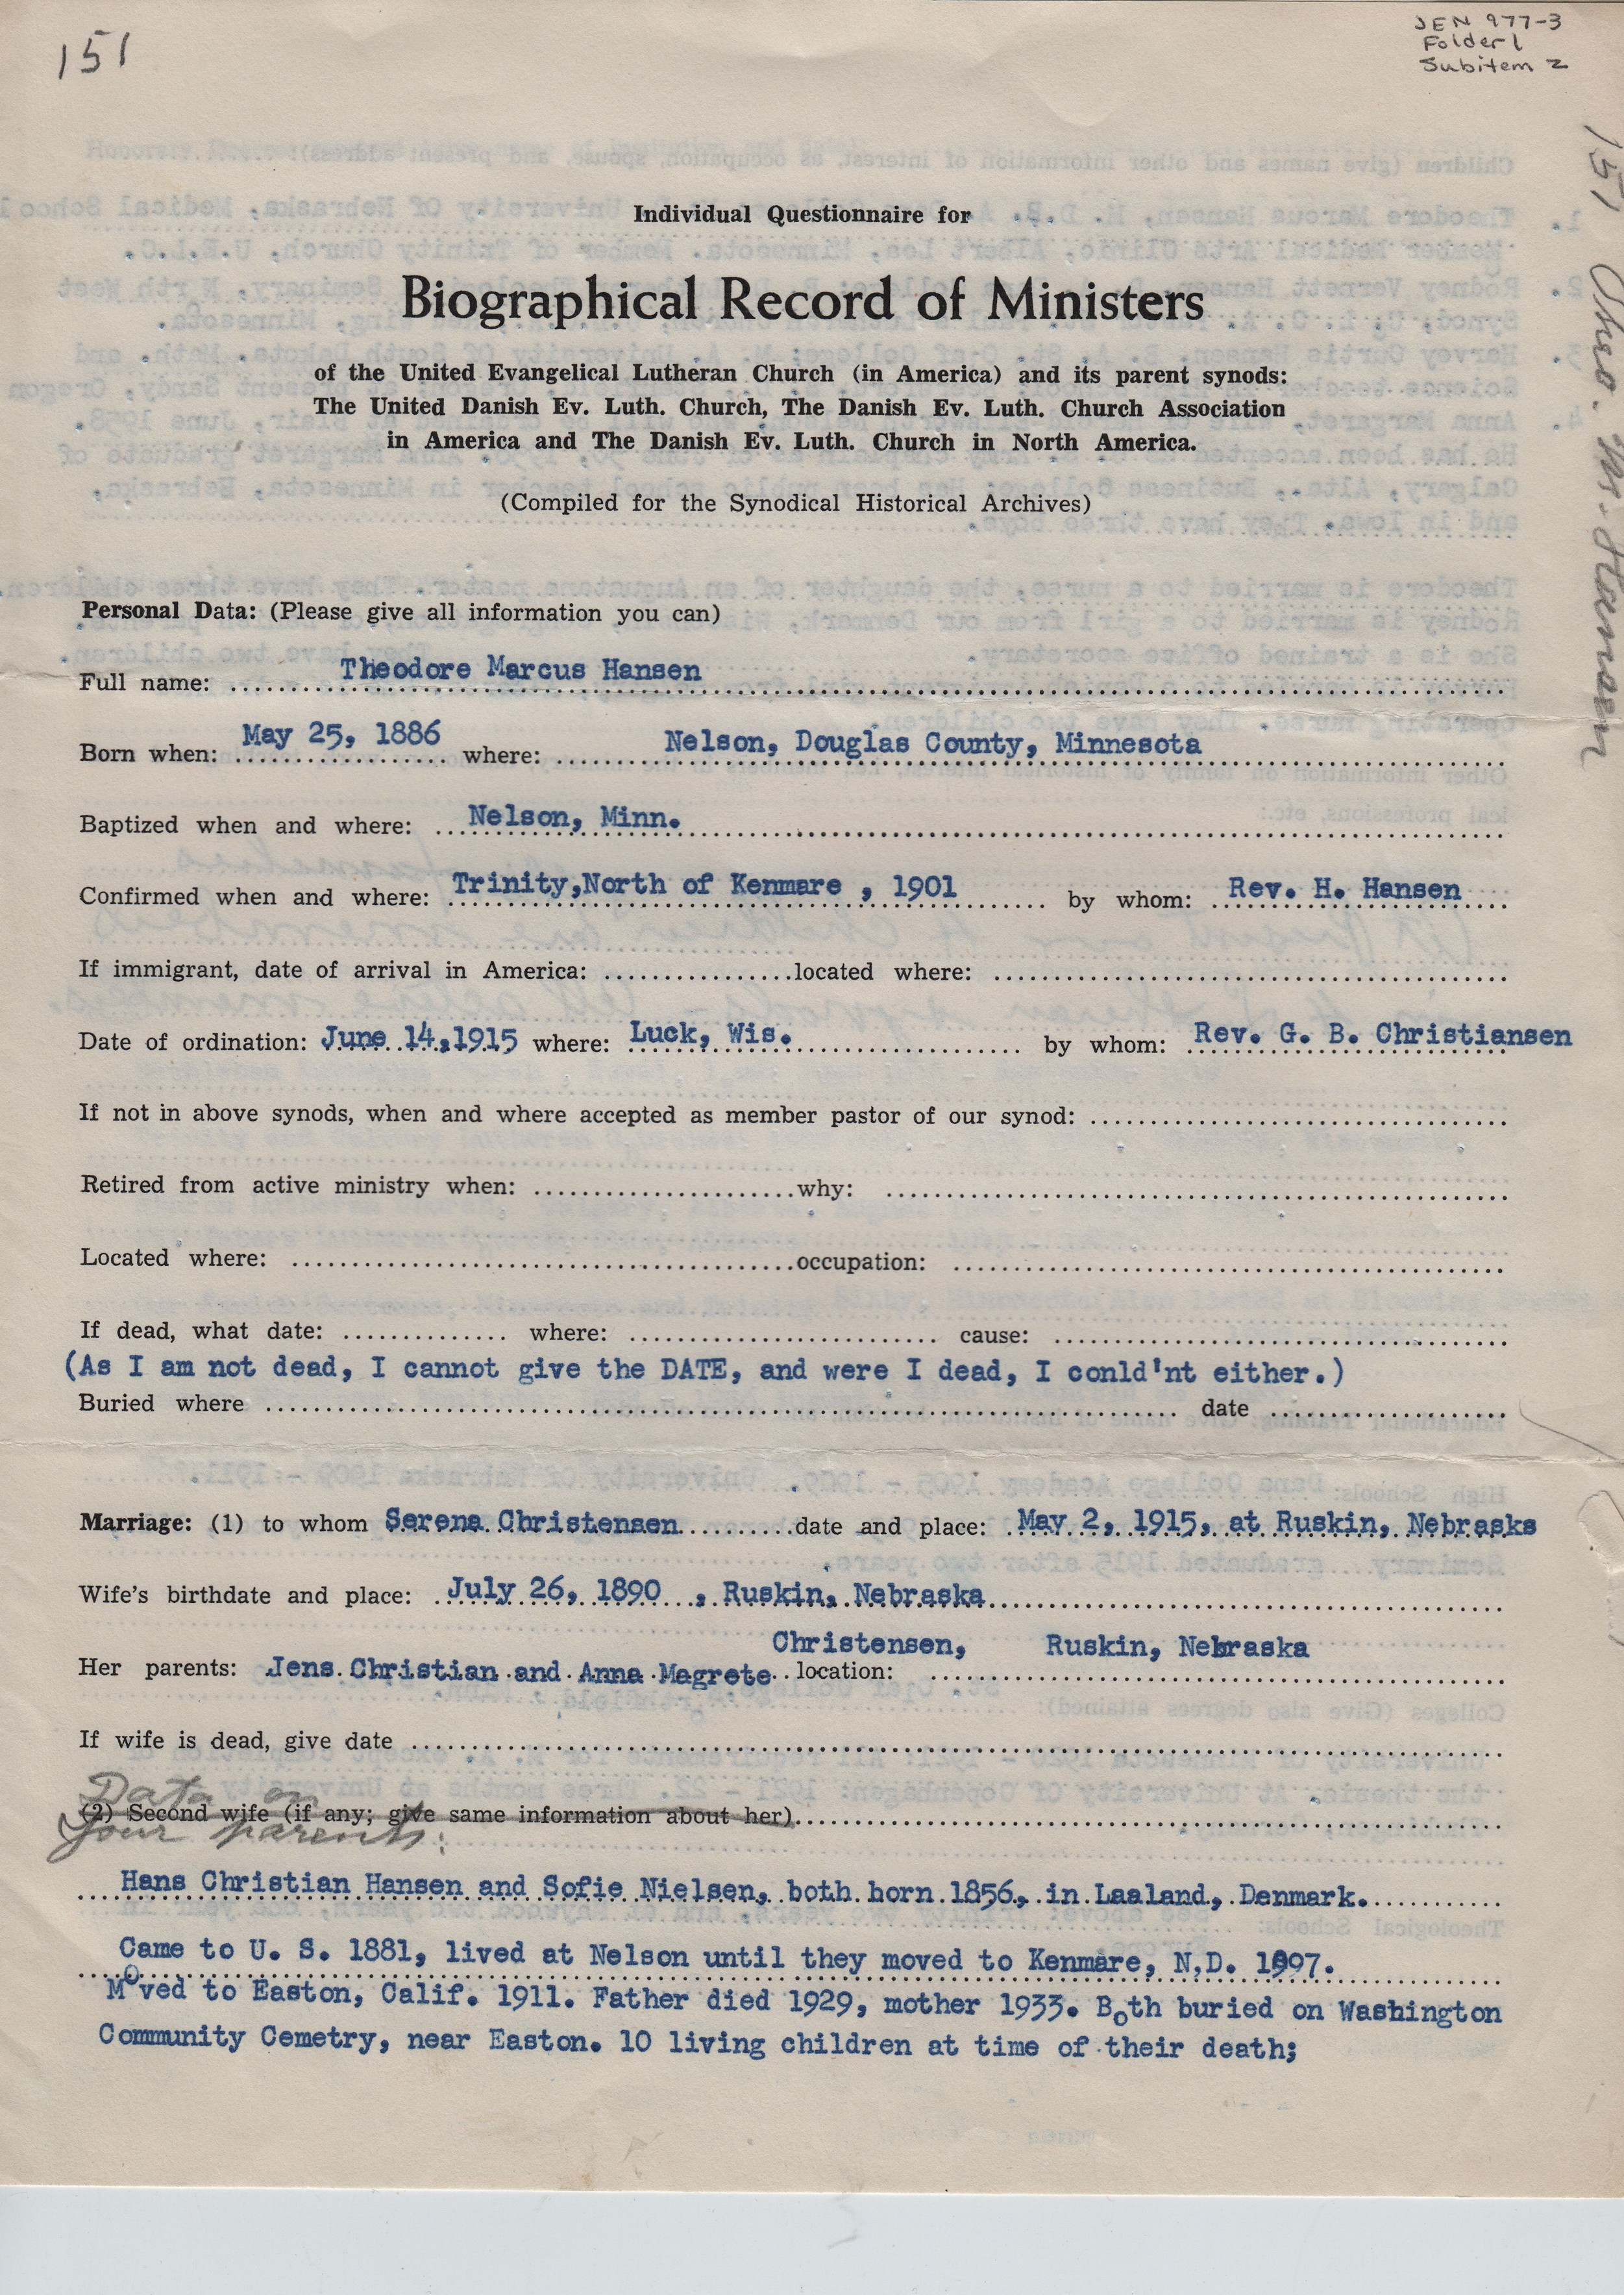 151
JEN 977-3
Folder 1
Subitem 2
151 Theo. M. Hansen
Individual Questionnaire for
Biographical Record of Ministers
of the United Evangelical Lutheran Church (in America) and its parent synods:
The United Danish Ev. Luth. Church, The Danish Ev. Luth. Church Association
in America and The Danish Ev. Luth. Church in North America.
(Compiled for the Synodical Historical Archives)
Personal Data: (Please give all information you can)
Full name: Theodore Marcus Hansen
Born when: May 25, 1886 where: Nelson, Douglas County, Minnesota
Baptized when and where: Nelson, Minn.
Confirmed when and where: Trinity,North of Kenmare , 1901 by whom: Rev. H. Hansen
If immigrant, date of arrival in America: located where:
Date of ordination: June 14,1915 where: Luck, Wis. by whom: Rev. G. B. Christiansen
If not in above synods, when and where accepted as member pastor of our synod:
Retired from active ministry when: why:
Located where: occupation:
If dead, what date: where: cause:
(As I am not dead, I cannot give the DATE, and were I dead, I conld'nt either.)
Buried where date
Marriage: (1) to whom Serena Christensen date and place: May 2, 1915, at Ruskin, Nebraska
Wife's birthdate and place: July 26, 1890 , Ruskin, Nebraska
Christensen, Ruskin, Nebraska
Her parents: Jens Christian and Anna Magrete location:
If wife is dead, give date
Data on
(2) Second wife (if any; give same information about her)
your parents:
Hans Christian Hansen and Sofie Nielsen, both born 1856, in Laaland, Denmark.
Came to U. S. 1881, lived at Nelson until they moved to Kenmare, N.D. 1897.
Moved to Easton, Calif. 1911. Father died 1929, mother 1933. Both buried on Washington
Community Cemetry, near Easton. 10 living children at time of their death;